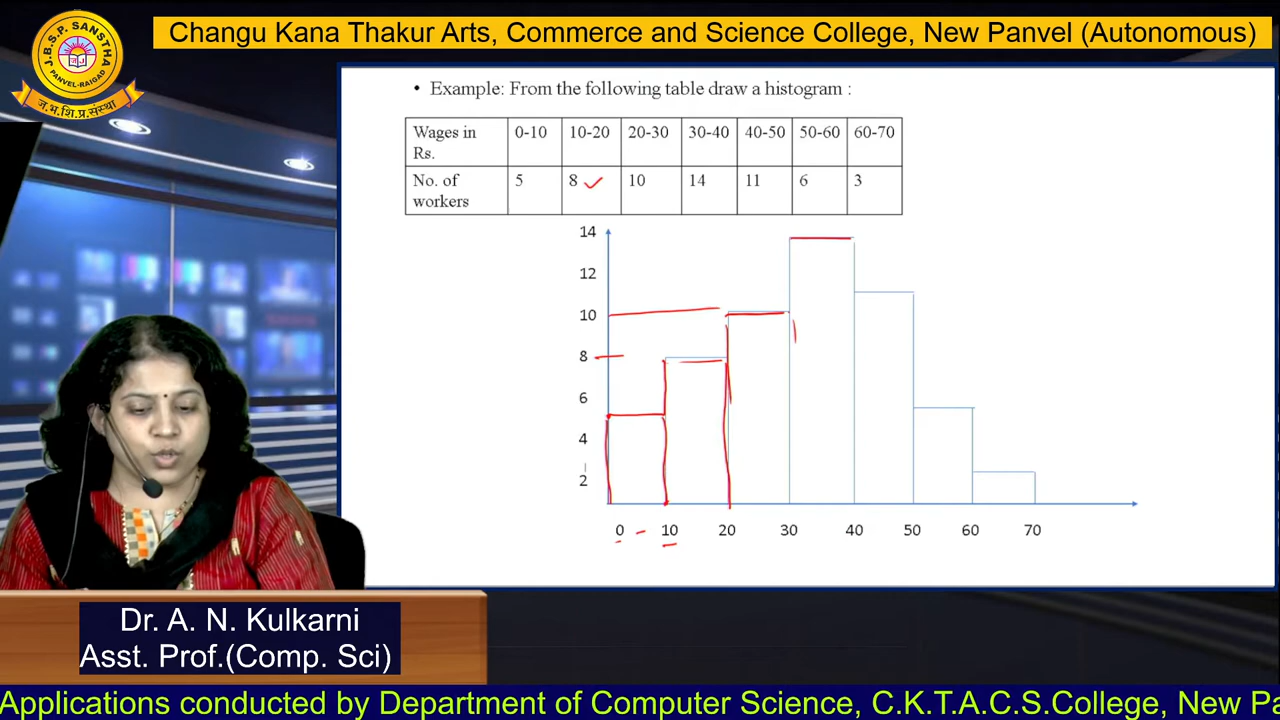 Changu Kana Thakur Arts, Commerce and Science College, New Panvel (Autonomous)
J.B.S.P. SANSTHA
PANVEL-RAIGAD
ज.भ.शि.प्र.संस्था
• Example: From the following table draw a histogram :
Wages in Rs. 0-10 10-20 20-30 30-40 40-50 50-60 60-70
No. of workers 5 8 10 14 11 6 3
14
12
10
8
6
4
2
0 - 10 20 30 40 50 60 70
Dr. A. N. Kulkarni
Asst. Prof.(Comp. Sci)
Applications conducted by Department of Computer Science, C.K.T.A.C.S.College, New Pa